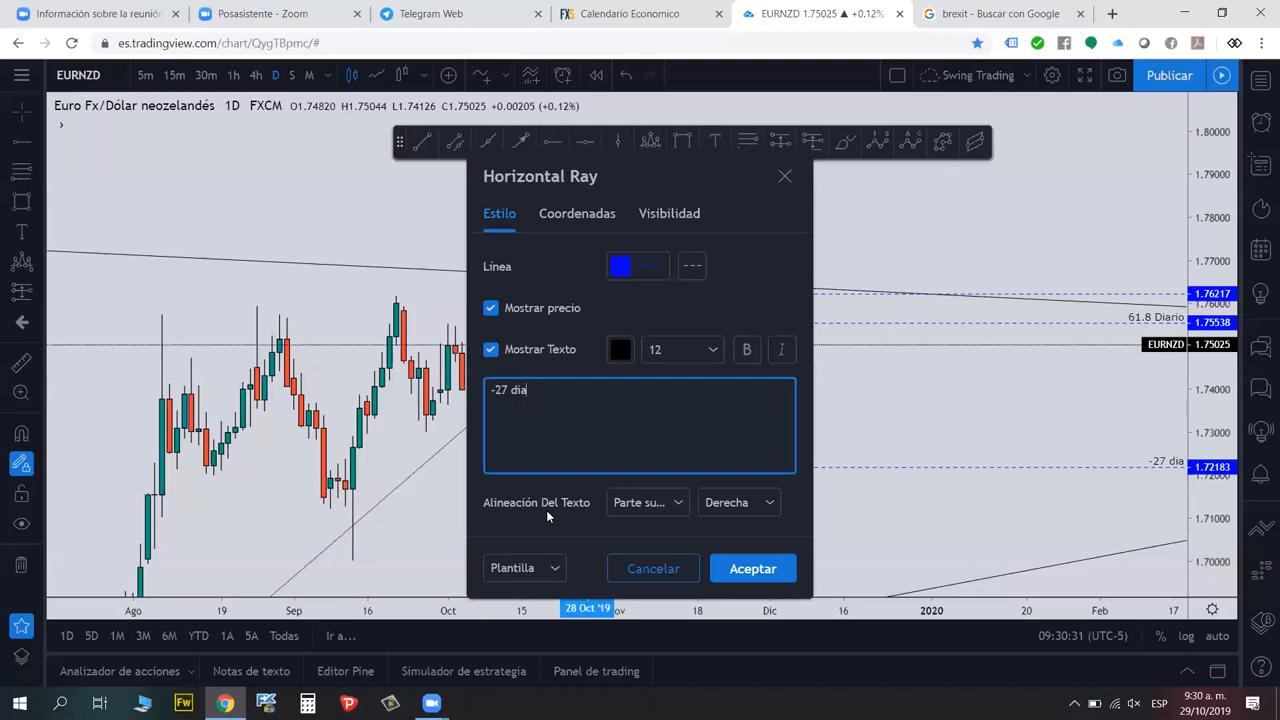 Información sobre la reunió
Posasistente - Zoom
Telegram Web
Calendario Economico
EURNZD 1.75025 ▲ +0.12%
brexit - Buscar con Google
es.tradingview.com/chart/QygTBpmc/#
EURNZD 5m 15m 30m 1h 4h D S M Swing Trading Publicar
Euro Fx/Dólar neozelandés 1D FXCM O1.74820 H1.75044 L1.74126 C1.75025 +0.00205 (+0.12%)
1.80000
1.79000
1.78000
1.77000
1.76217
1.76000
61.8 Diario 1.75538
EURNZD 1.75025
1.74000
1.73000
-27 dia 1.72183
1.71000
1.70000
Horizontal Ray
Estilo Coordenadas Visibilidad
Línea
Mostrar precio
Mostrar Texto 12 B I
-27 dia
Alineación Del Texto Parte su... Derecha
Plantilla Cancelar Aceptar
Ago 19 Sep 16 Oct 15 28 Oct '19 ov 18 Dic 16 2020 20 Feb 17
1D 5D 1M 3M 6M YTD 1A 5A Todas Ir a... 09:30:31 (UTC-5) % log auto
Analizador de acciones Notas de texto Editor Pine Simulador de estrategia Panel de trading
Fw
ESP
9:30 a. m.
29/10/2019